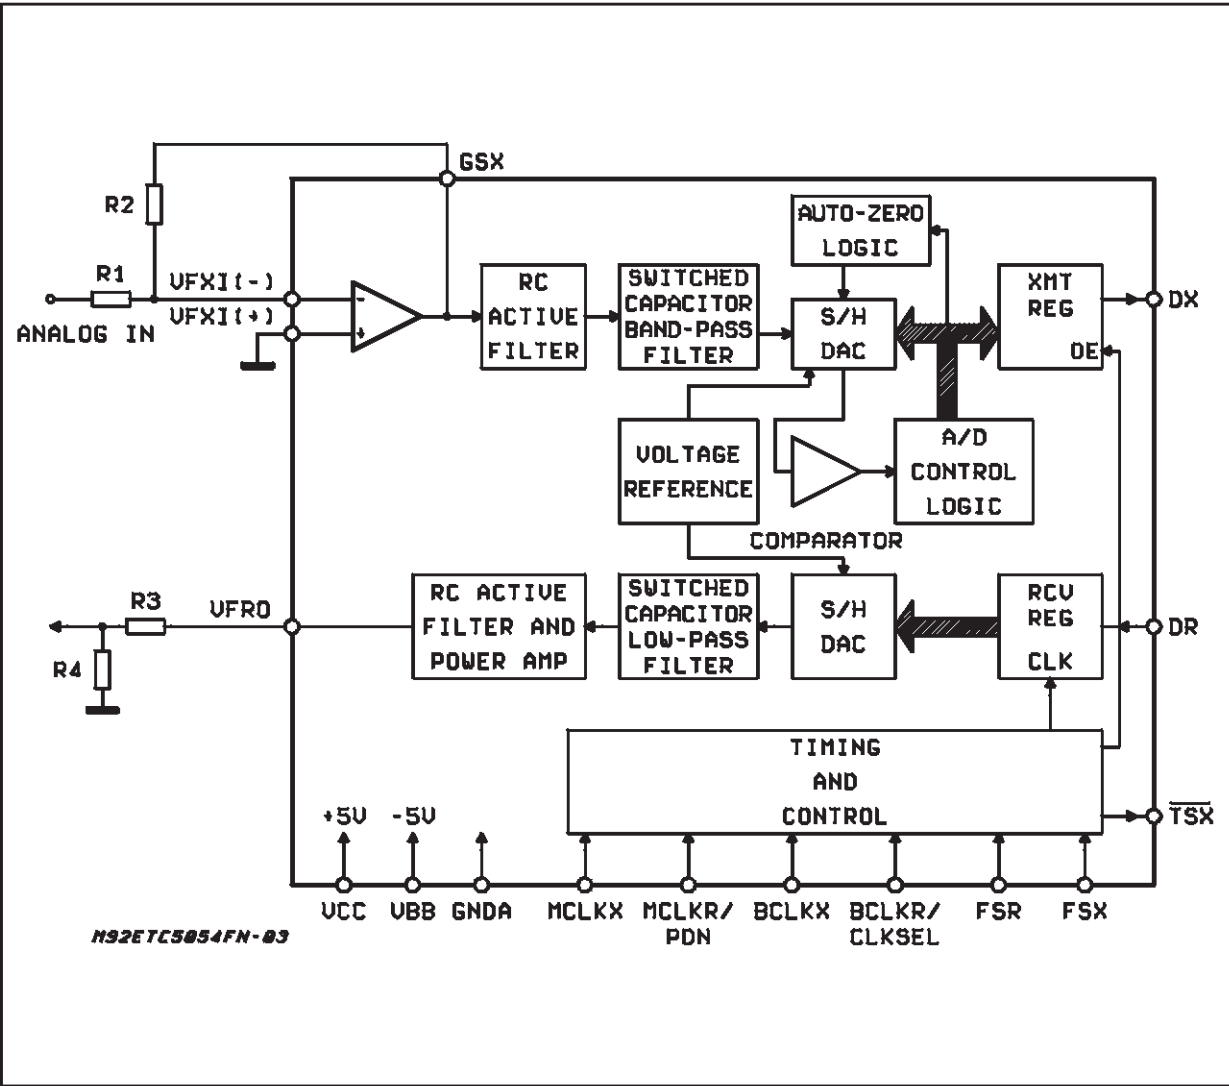 GSX
R2
R1
VFXI(-)
VFXI(+)
ANALOG IN
-
+
RC
ACTIVE
FILTER
SWITCHED
CAPACITOR
BAND-PASS
FILTER
AUTO-ZERO
LOGIC
S/H
DAC
XMT
REG
OE
DX
VOLTAGE
REFERENCE
A/D
CONTROL
LOGIC
COMPARATOR
R3
VFRO
R4
RC ACTIVE
FILTER AND
POWER AMP
SWITCHED
CAPACITOR
LOW-PASS
FILTER
S/H
DAC
RCV
REG
CLK
DR
TIMING
AND
CONTROL
TSX
+5V
-5V
VCC
VBB
GNDA
MCLKX
MCLKR/
PDN
BCLKX
BCLKR/
CLKSEL
FSR
FSX
M92ETC5054FN-03